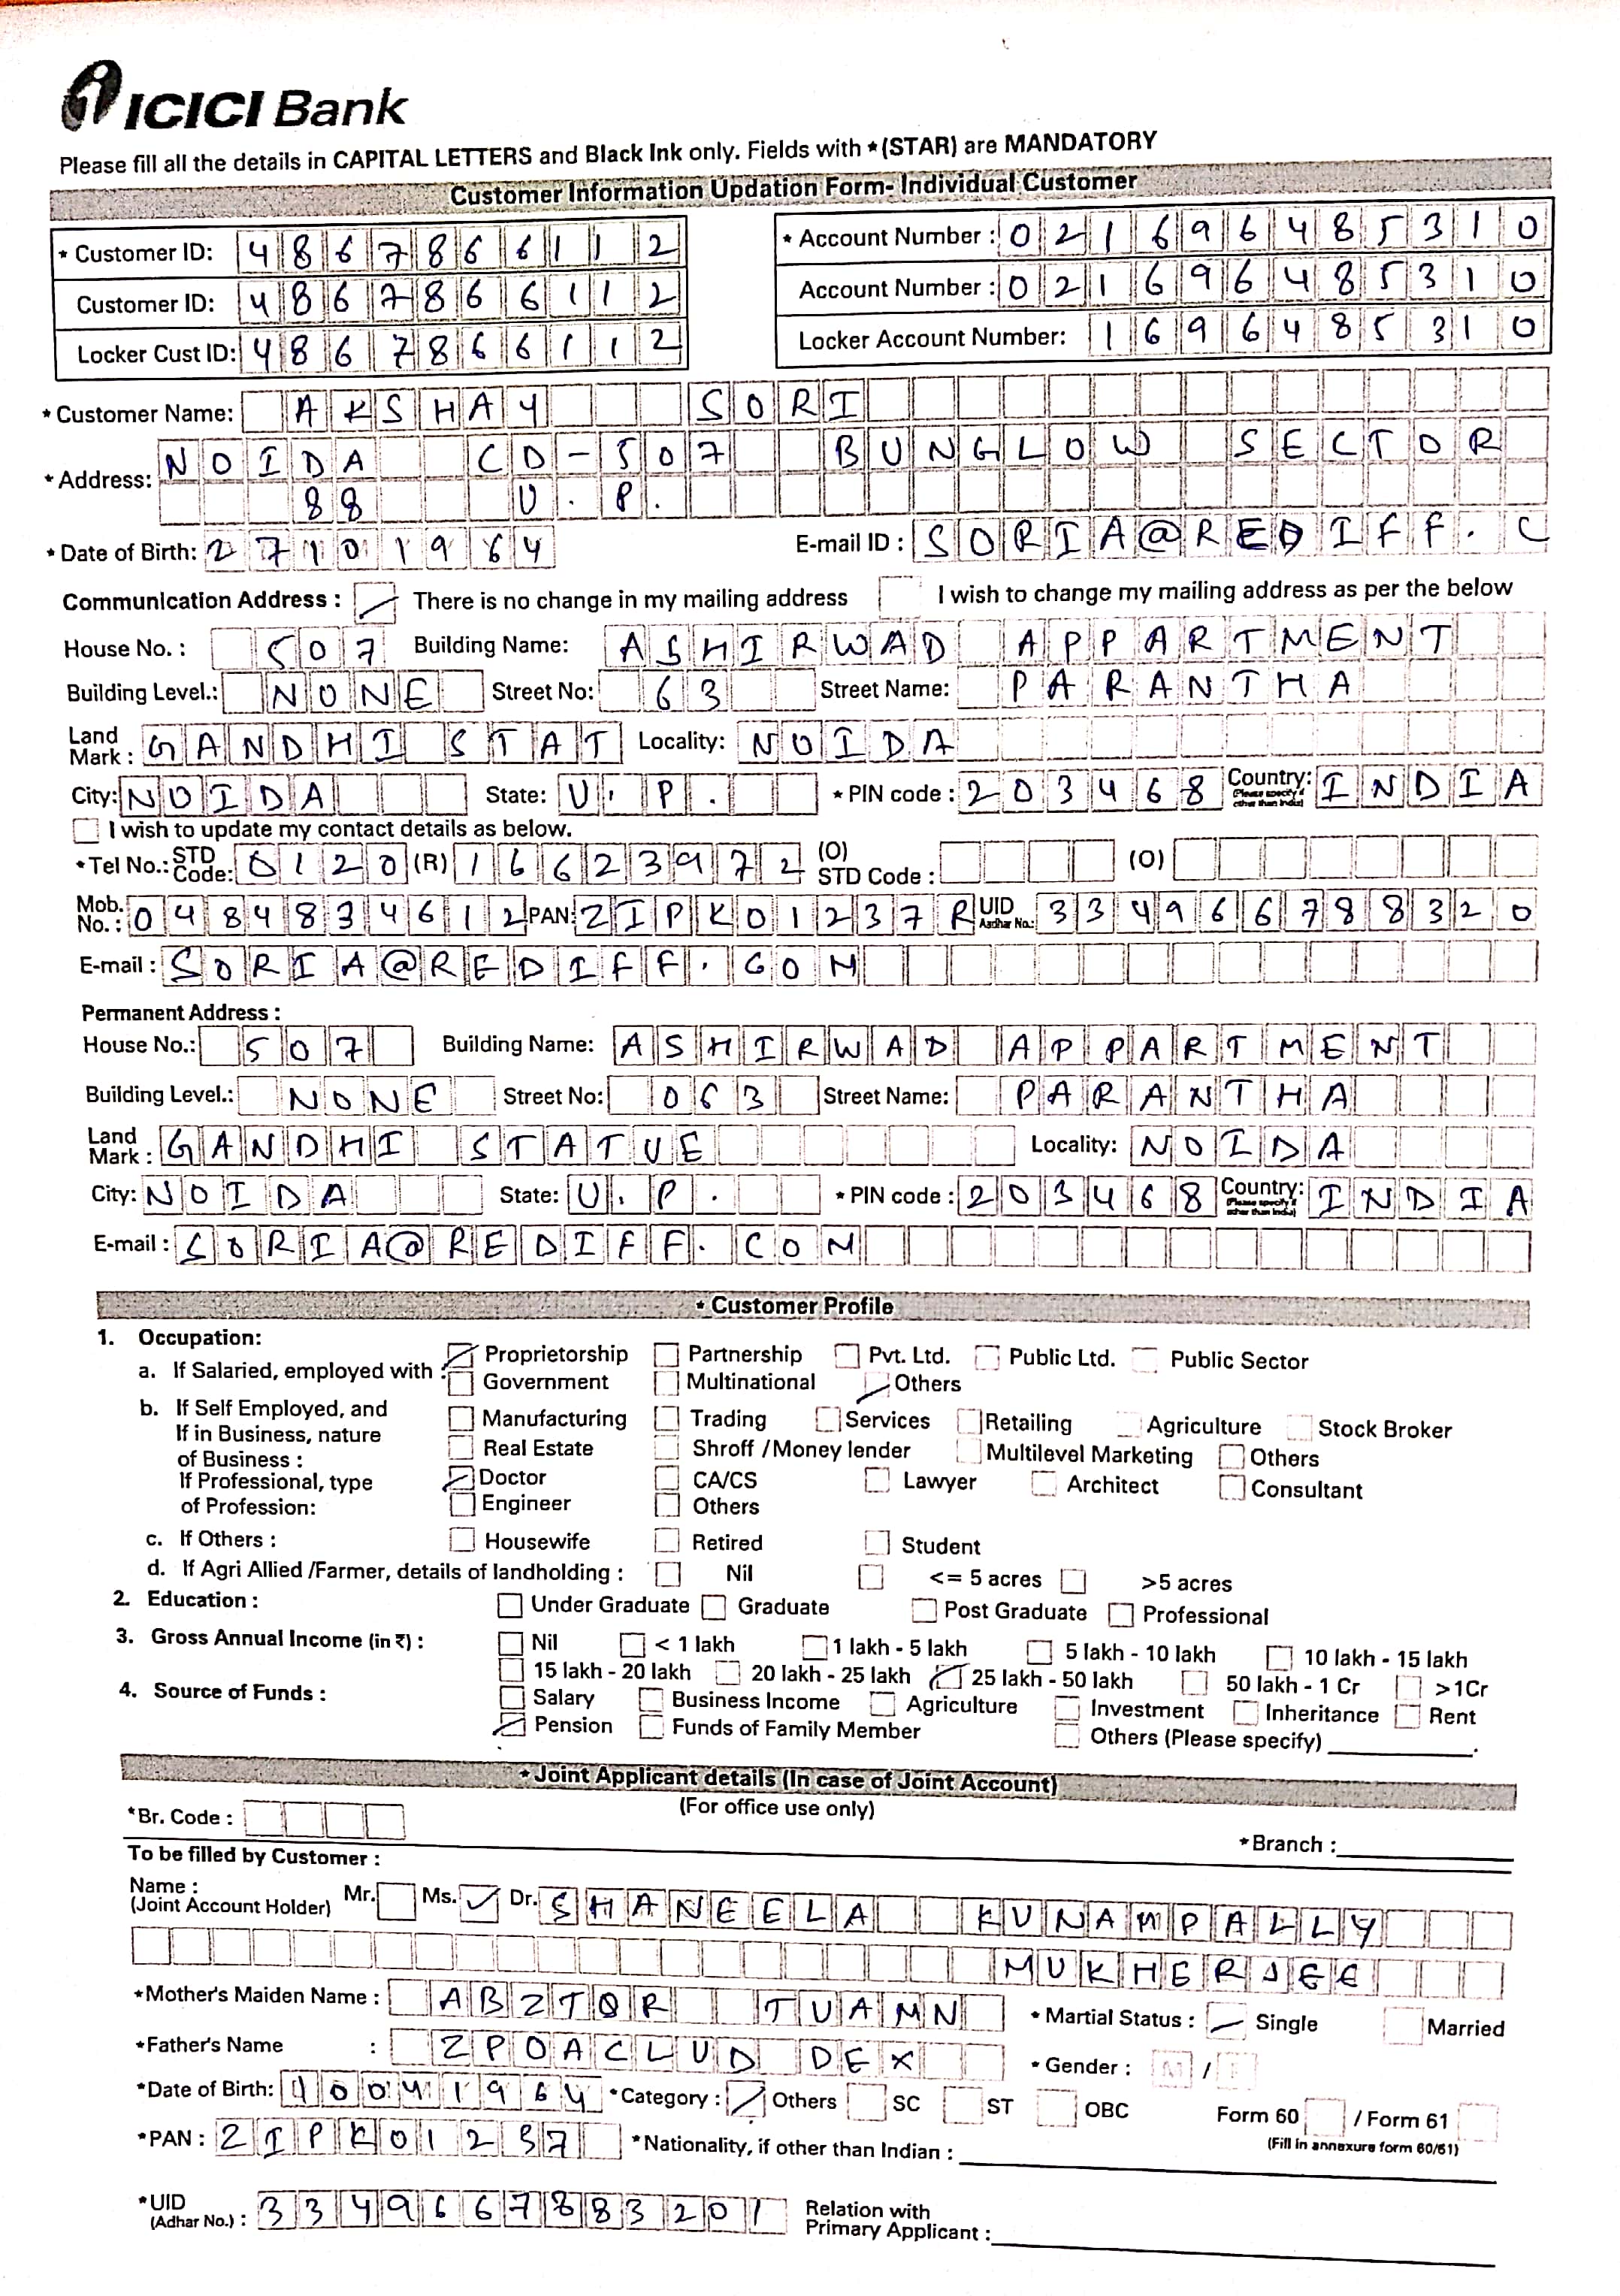 ICICI Bank
Please fill all the details in CAPITAL LETTERS and Black Ink only. Fields with *(STAR) are MANDATORY
Customer Information Updation Form- Individual Customer
* Customer ID: 486786612 * Account Number : 021696485310
Customer ID: 486786612 Account Number : 021696485310
Locker Cust ID: 486786612 Locker Account Number: 1696485310
* Customer Name: AKSHAY SORI
* Address: NOIDA CD-507 BUNGLOW SECTOR
88 U.P.
* Date of Birth: 27101964 E-mail ID : SORIA@REDIFF.C
Communication Address : There is no change in my mailing address I wish to change my mailing address as per the below
House No. : 507 Building Name: ASHIRWAD APPARTMENT
Building Level.: NONE Street No: 63 Street Name: PARANTHA
Land Mark : GANDHI STAT Locality: NOIDA
City: NOIDA State: U.P. * PIN code : 203468 Country: (Please specify if other than India) INDIA
I wish to update my contact details as below.
*Tel No.: STD Code: 0120 (R) 16623972 (O) STD Code : (O)
Mob. No. : 04848834612 PAN: ZIPK01237R UID Aadhar No.: 334966788320
E-mail : SORIA@REDIFF.COM
Permanent Address :
House No.: 507 Building Name: ASHIRWAD APPARTMENT
Building Level.: NONE Street No: 063 Street Name: PARANTHA
Land Mark : GANDHI STATUE Locality: NOIDA
City: NOIDA State: U.P. * PIN code : 203468 Country: (Please specify if other than India) INDIA
E-mail : SORIA@REDIFF.COM
* Customer Profile
1. Occupation:
a. If Salaried, employed with : Proprietorship Partnership Pvt. Ltd. Public Ltd. Public Sector
Government Multinational Others
b. If Self Employed, and Manufacturing Trading Services Retailing Agriculture Stock Broker
If in Business, nature Real Estate Shroff /Money lender Multilevel Marketing Others
of Business :
If Professional, type Doctor CA/CS Lawyer Architect Consultant
of Profession: Engineer Others
c. If Others : Housewife Retired Student
d. If Agri Allied /Farmer, details of landholding : Nil <= 5 acres >5 acres
2. Education : Under Graduate Graduate Post Graduate Professional
3. Gross Annual Income (in ₹) : Nil < 1 lakh 1 lakh - 5 lakh 5 lakh - 10 lakh 10 lakh - 15 lakh
15 lakh - 20 lakh 20 lakh - 25 lakh 25 lakh - 50 lakh 50 lakh - 1 Cr >1Cr
4. Source of Funds : Salary Business Income Agriculture Investment Inheritance Rent
Pension Funds of Family Member Others (Please specify)
* Joint Applicant details (In case of Joint Account)
(For office use only)
*Br. Code : *Branch :
To be filled by Customer :
Name : (Joint Account Holder) Mr. Ms. Dr. SHANEELA KUNAMPALLY
MUKHERJEE
*Mother's Maiden Name : ABZTOR TUAMN * Martial Status : Single Married
*Father's Name : ZPOACLUD DEX * Gender : M / F
*Date of Birth: 10041964 *Category : Others SC ST OBC Form 60 / Form 61
(Fill in annexure form 60/61)
*PAN : ZIPK01237 *Nationality, if other than Indian :
*UID (Adhar No.) : 3349667883201 Relation with
Primary Applicant :